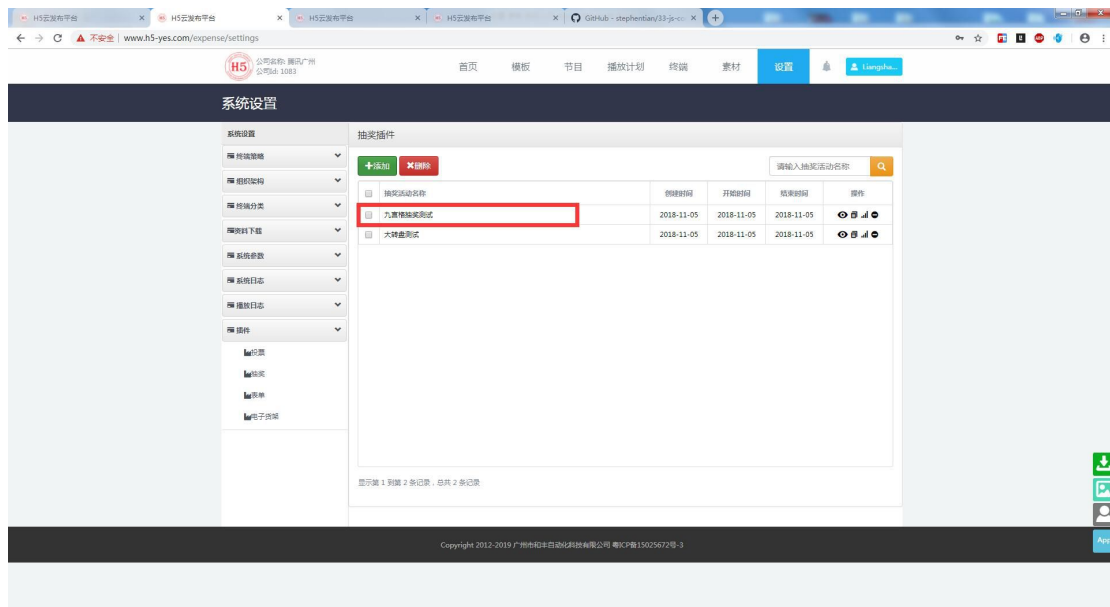 H5云发布平台
H5云发布平台
H5云发布平台
H5云发布平台
GitHub - stephentian/33-js-co
不安全 | www.h5-yes.com/expense/settings
H5
公司名称: 腾讯广州
公司Id: 1083
首页
模板
节目
播放计划
终端
素材
设置
Liangsha...
系统设置
系统设置
终端策略
组织架构
终端分类
资料下载
系统参数
系统日志
播放日志
插件
投票
抽奖
表单
电子货架
抽奖插件
添加
删除
请输入抽奖活动名称
抽奖活动名称 创建时间 开始时间 结束时间 操作
九宫格抽奖测试 2018-11-05 2018-11-05 2018-11-05
大转盘测试 2018-11-05 2018-11-05 2018-11-05
显示第 1 到第 2 条记录，总共 2 条记录
App
Copyright 2012-2019 广州市和丰自动化科技有限公司 粤ICP备15025672号-3